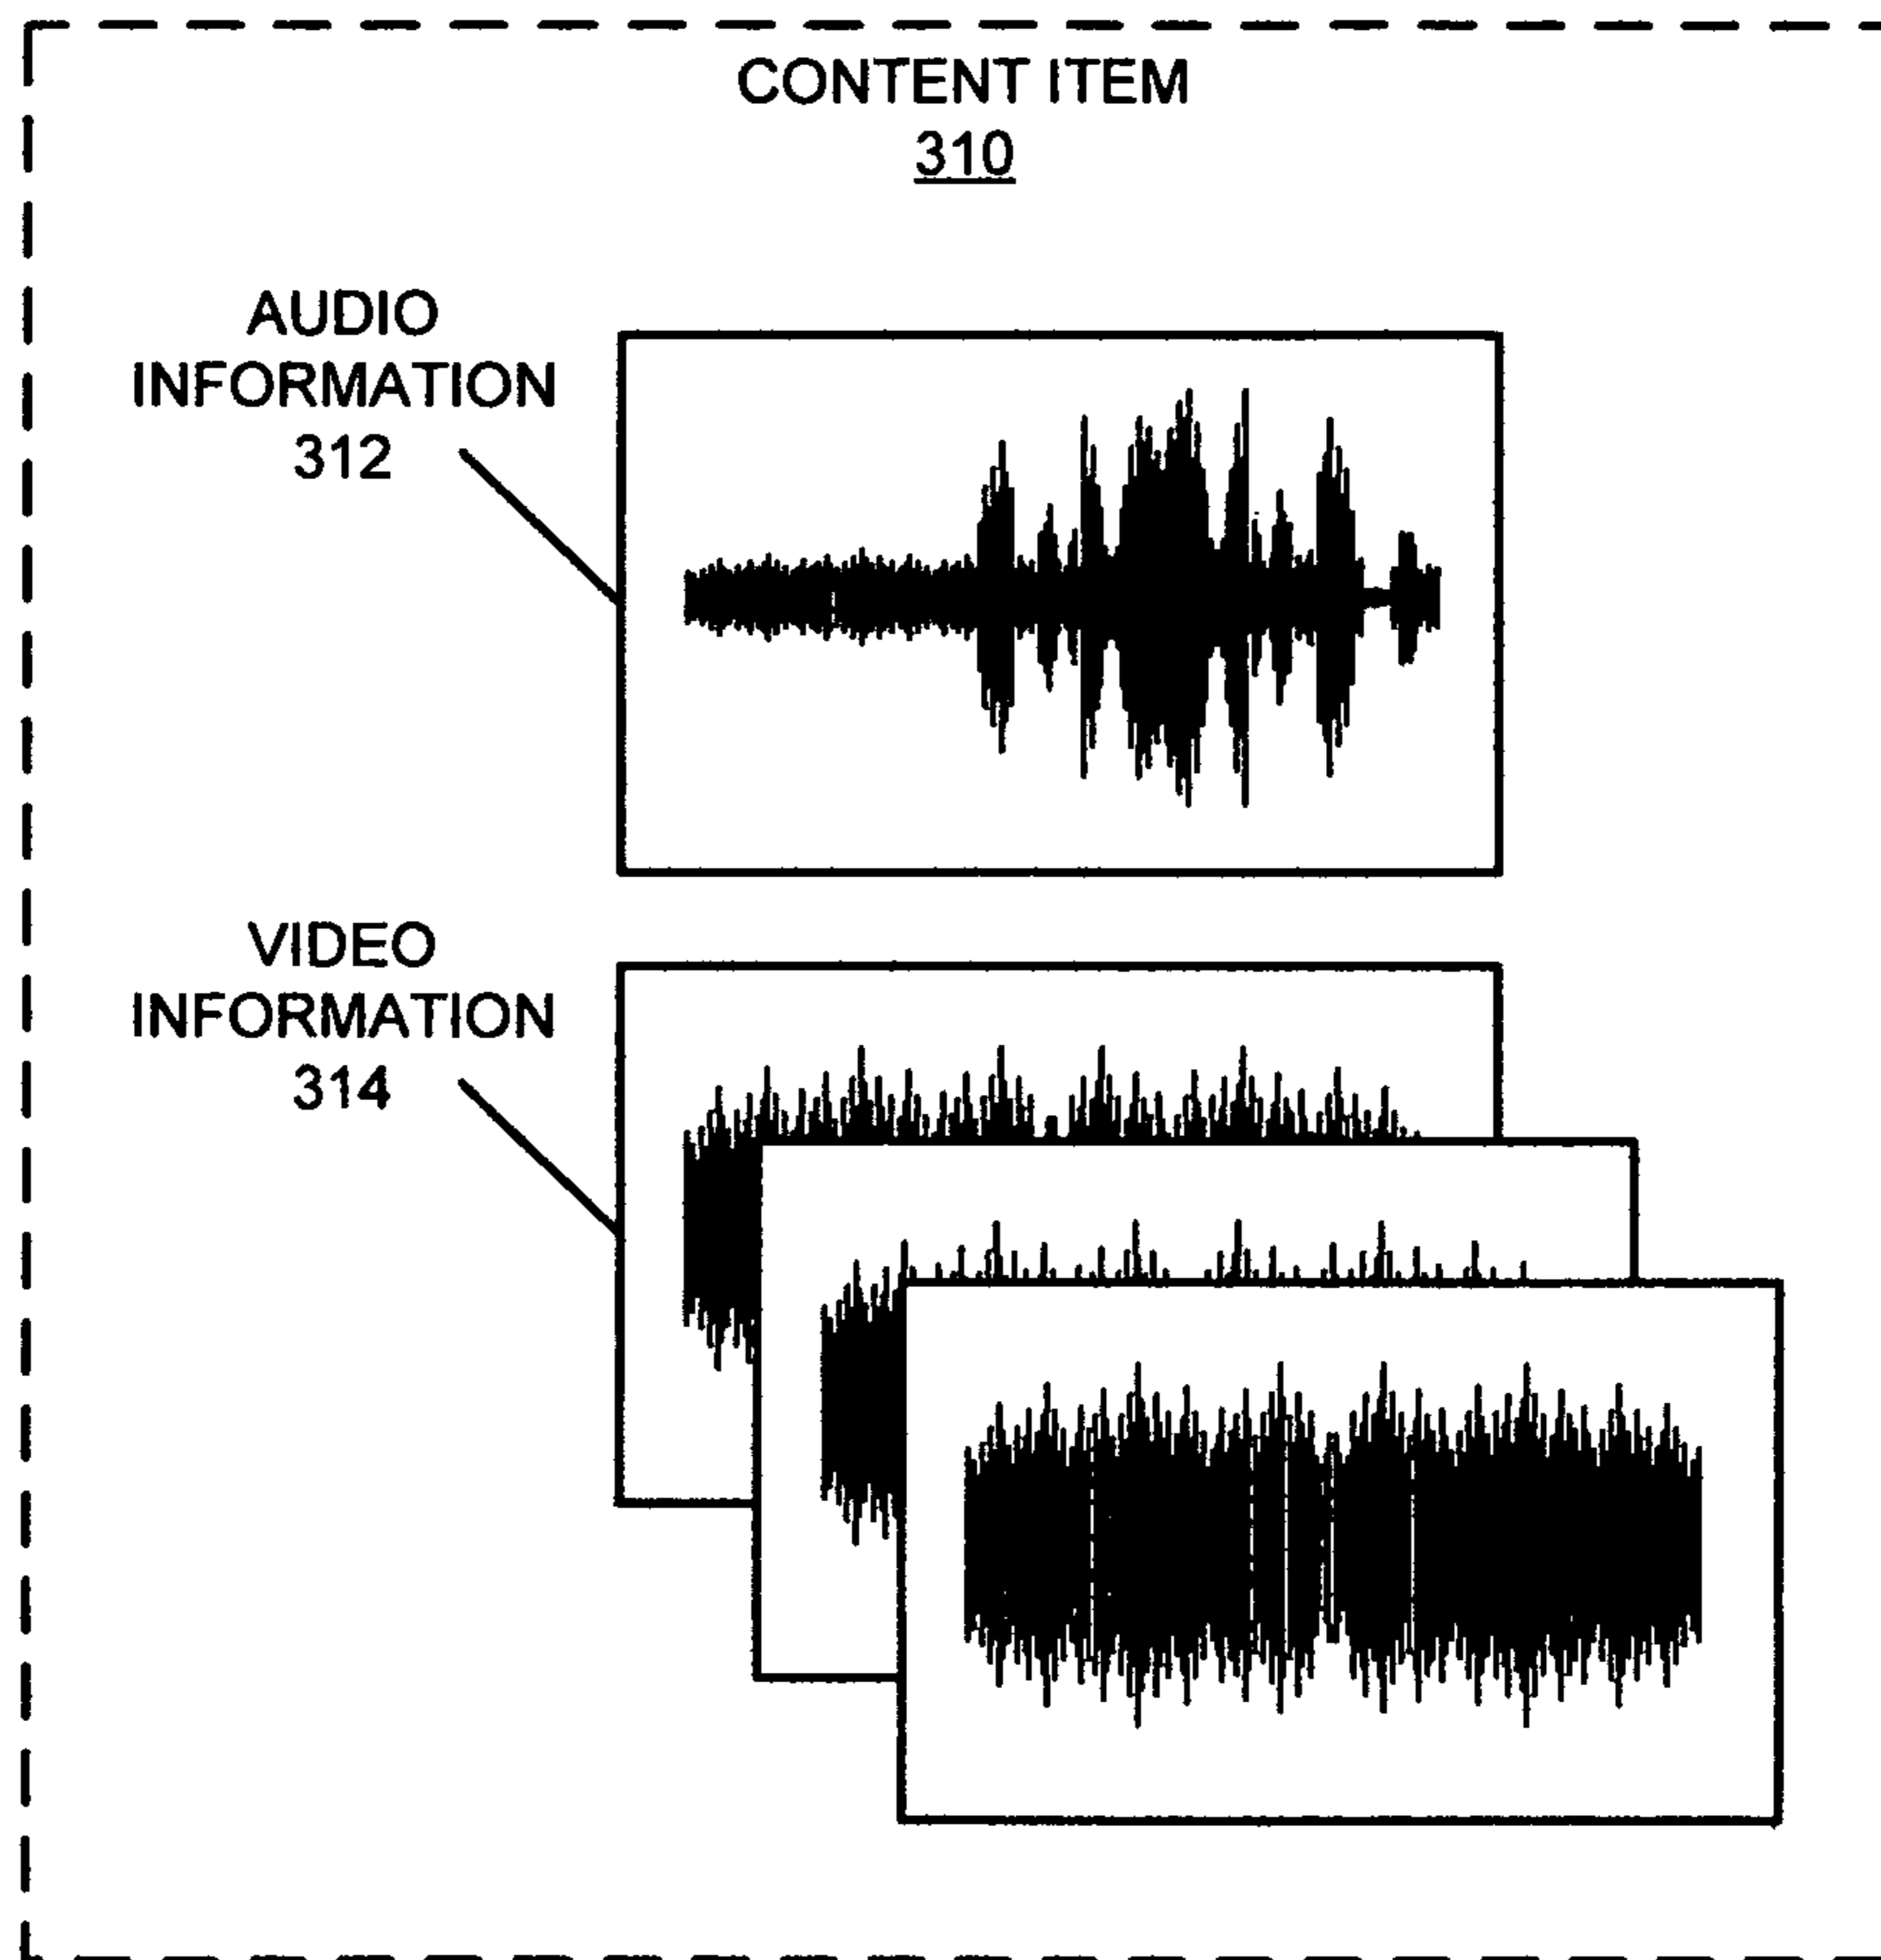 CONTENT ITEM
310
AUDIO
INFORMATION
312
VIDEO
INFORMATION
314